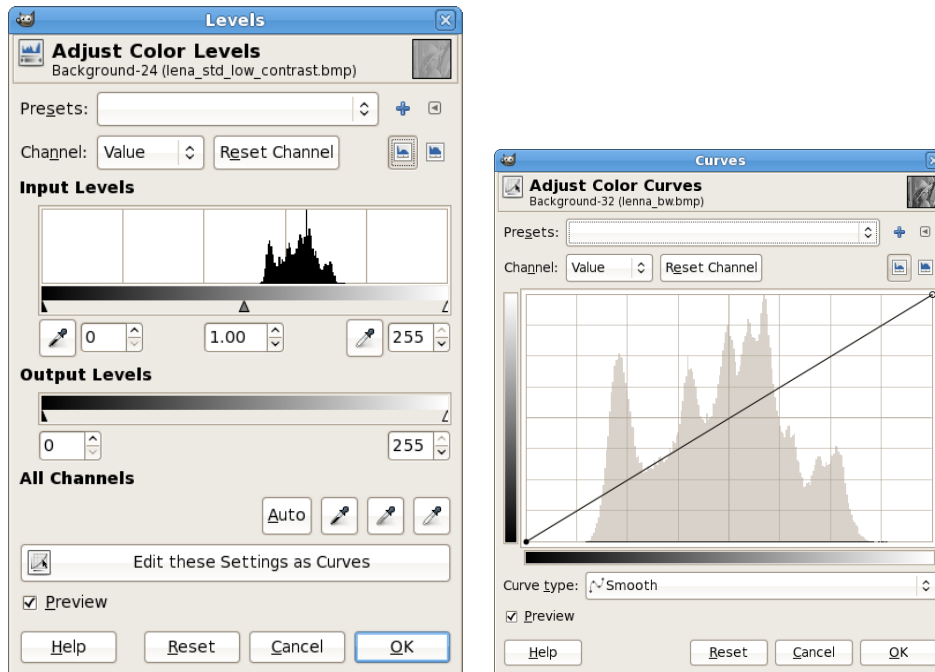 Levels
Adjust Color Levels
Background-24 (lena_std_low_contrast.bmp)
Presets:
Channel: Value Reset Channel
Input Levels
0 1.00 255
Output Levels
0 255
All Channels
Auto
Edit these Settings as Curves
Preview
Help Reset Cancel OK
Curves
Adjust Color Curves
Background-32 (lenna_bw.bmp)
Presets:
Channel: Value Reset Channel
Curve type: Smooth
Preview
Help Reset Cancel OK